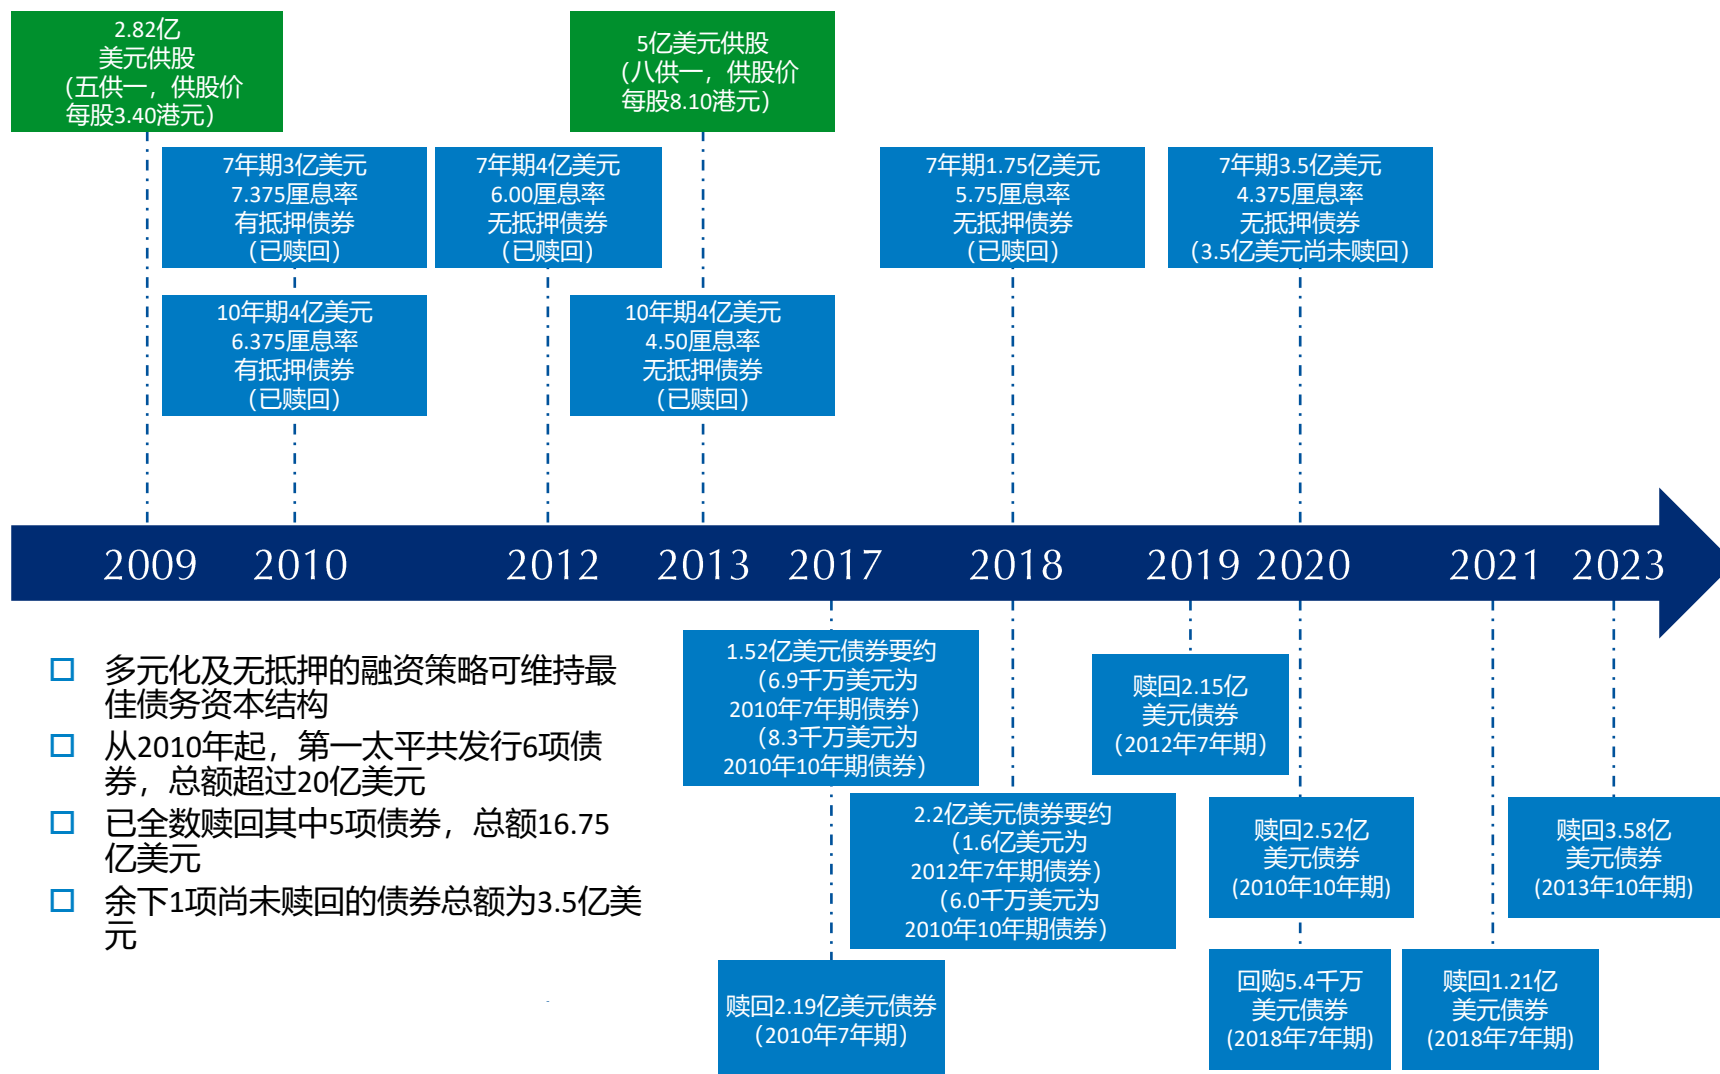 2.82亿
美元供股
(五供一，供股价
每股3.40港元)
5亿美元供股
(八供一，供股价
每股8.10港元)
7年期3亿美元
7.375厘息率
有抵押债券
(已赎回)
7年期4亿美元
6.00厘息率
无抵押债券
(已赎回)
7年期1.75亿美元
5.75厘息率
无抵押债券
(已赎回)
7年期3.5亿美元
4.375厘息率
无抵押债券
(3.5亿美元尚未赎回)
10年期4亿美元
6.375厘息率
有抵押债券
(已赎回)
10年期4亿美元
4.50厘息率
无抵押债券
(已赎回)
2009 2010 2012 2013 2017 2018 2019 2020 2021 2023
多元化及无抵押的融资策略可维持最
佳债务资本结构
从2010年起，第一太平共发行6项债
券，总额超过20亿美元
已全数赎回其中5项债券，总额16.75
亿美元
余下1项尚未赎回的债券总额为3.5亿美
元
1.52亿美元债券要约
(6.9千万美元为
2010年7年期债券)
(8.3千万美元为
2010年10年期债券)
赎回2.19亿美元债券
(2010年7年期)
2.2亿美元债券要约
(1.6亿美元为
2012年7年期债券)
(6.0千万美元为
2010年10年期债券)
赎回2.15亿
美元债券
(2012年7年期)
赎回2.52亿
美元债券
(2010年10年期)
回购5.4千万
美元债券
(2018年7年期)
赎回1.21亿
美元债券
(2018年7年期)
赎回3.58亿
美元债券
(2013年10年期)